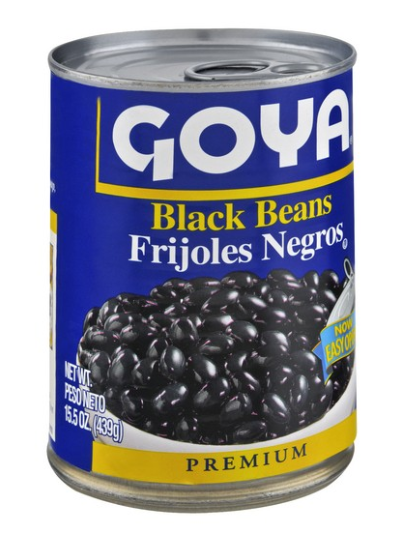 GOYA
Black Beans
Frijoles Negros
NOW
EASY OPEN
NET WT.
PESO NETO
15.5 OZ. (439g)
PREMIUM